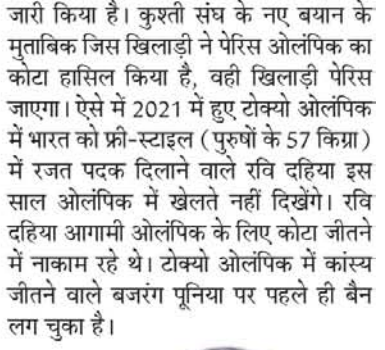 जारी किया है। कुश्ती संघ के नए बयान के
मुताबिक जिस खिलाड़ी ने पेरिस ओलंपिक का
कोटा हासिल किया है, वही खिलाड़ी पेरिस
जाएगा। ऐसे में 2021 में हुए टोक्यो ओलंपिक
में भारत को फ्री-स्टाइल (पुरुषों के 57 किग्रा)
में रजत पदक दिलाने वाले रवि दहिया इस
साल ओलंपिक में खेलते नहीं दिखेंगे। रवि
दहिया आगामी ओलंपिक के लिए कोटा जीतने
में नाकाम रहे थे। टोक्यो ओलंपिक में कांस्य
जीतने वाले बजरंग पूनिया पर पहले ही बैन
लग चुका है।